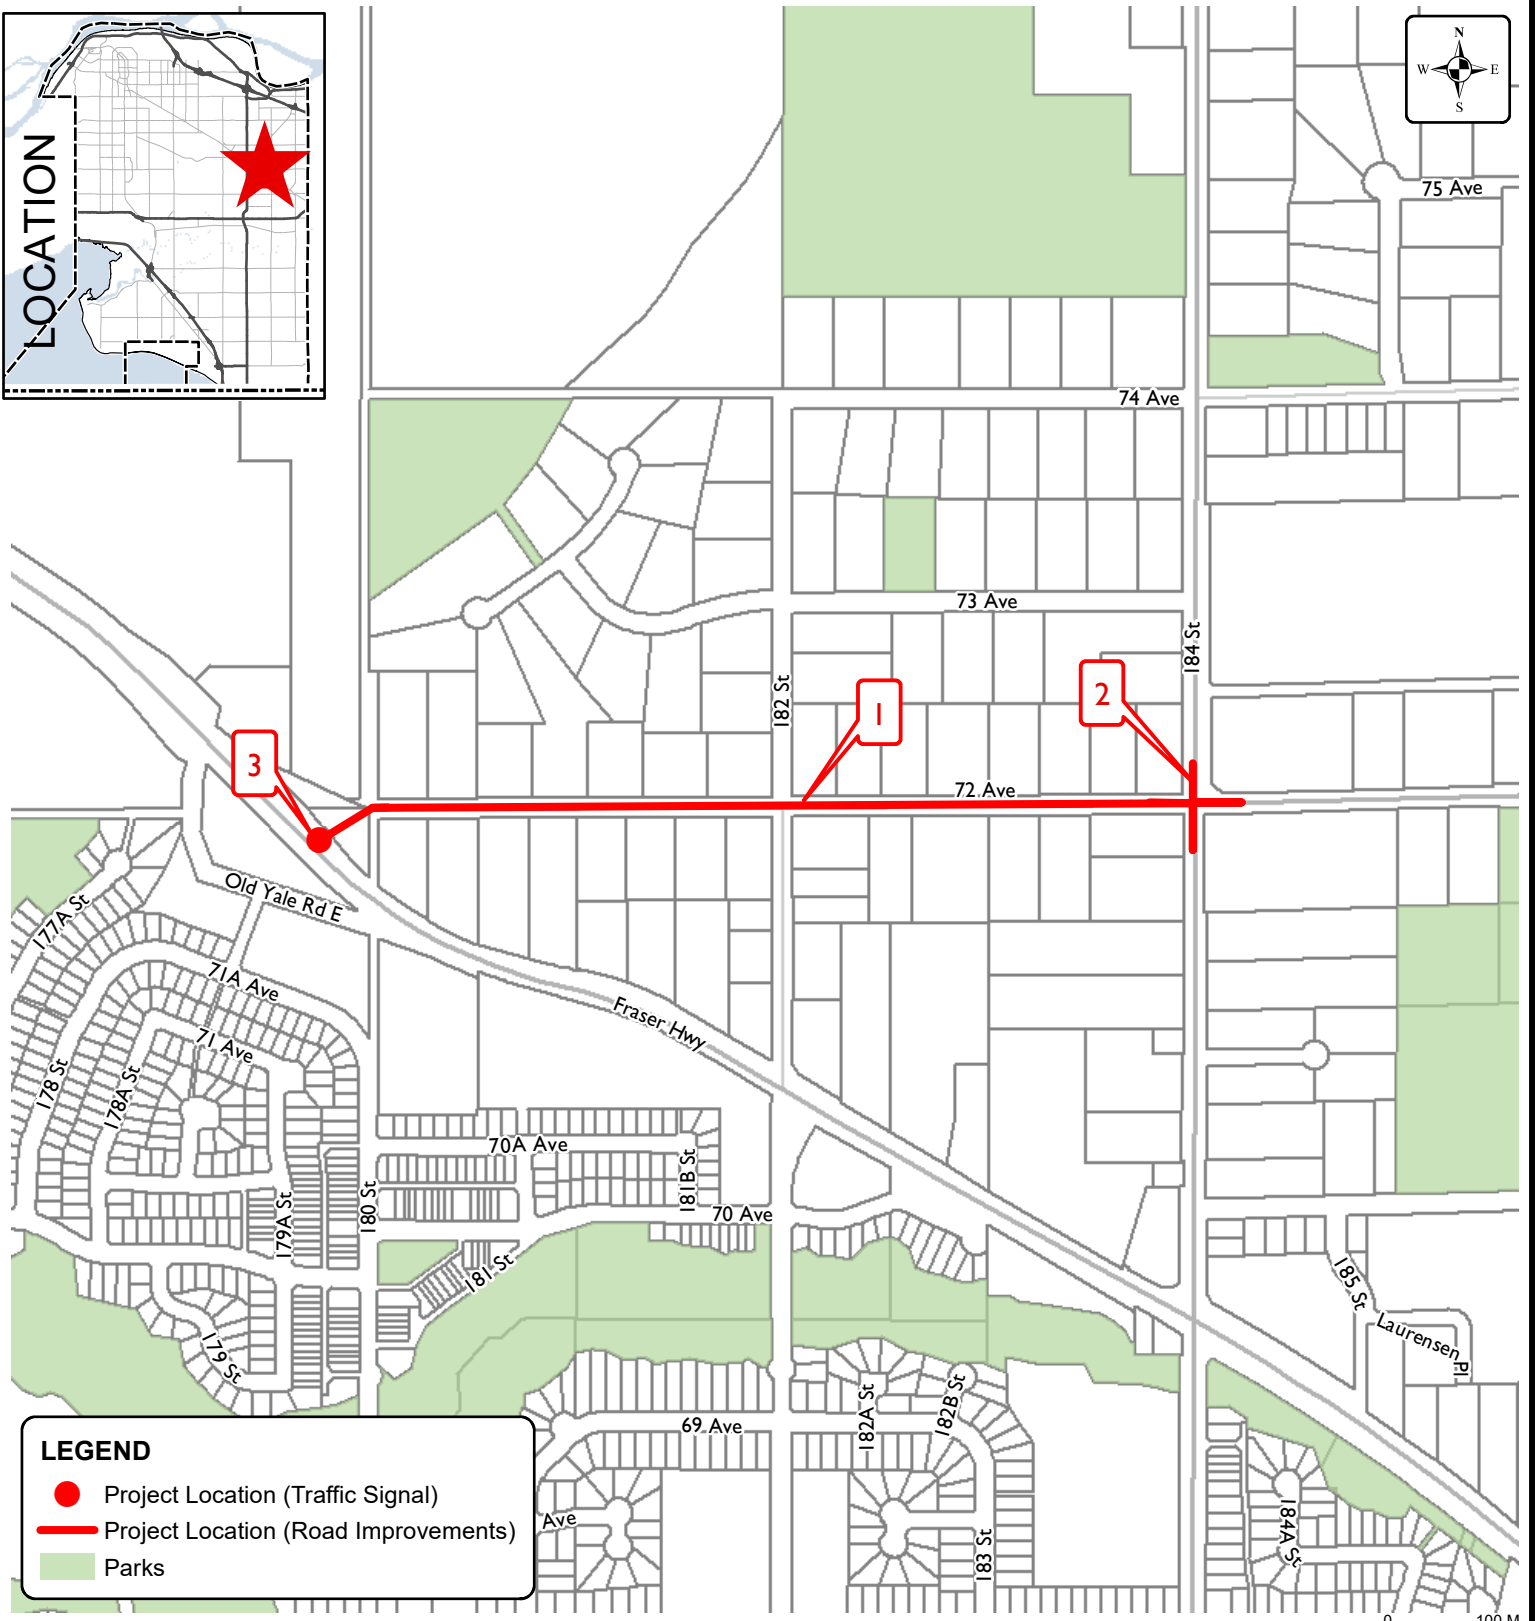 LOCATION
N
W E
S
75 Ave
74 Ave
73 Ave
184 St
2
182 St
1
3
72 Ave
Old Yale Rd E
177A St
71A Ave
Fraser Hwy
71 Ave
178 St
178A St
70A Ave
181B St
180 St
179A St
70 Ave
181 St
185 St
Laurensen Pl
179 St
182A St
182B St
69 Ave
LEGEND
Project Location (Traffic Signal)
Project Location (Road Improvements)
Parks
Ave
183 St
184A St
0 100 M